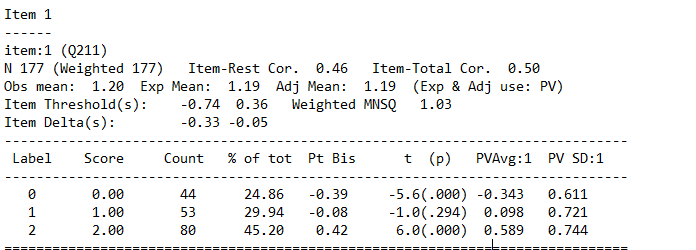 Item 1
------
item:1 (Q211)
N 177 (Weighted 177)   Item-Rest Cor.  0.46   Item-Total Cor.  0.50
Obs mean:  1.20  Exp Mean:  1.19  Adj Mean:  1.19  (Exp & Adj use: PV)
Item Threshold(s):    -0.74  0.36   Weighted MNSQ   1.03
Item Delta(s):        -0.33 -0.05
------------------------------------------------------------------------------
Label    Score     Count   % of tot  Pt Bis      t  (p)   PVAvg:1  PV SD:1
------------------------------------------------------------------------------
0       0.00       44      24.86   -0.39     -5.6(.000) -0.343   0.611
1       1.00       53      29.94   -0.08     -1.0(.294)  0.098   0.721
2       2.00       80      45.20    0.42      6.0(.000)  0.589   0.744
==============================================================================